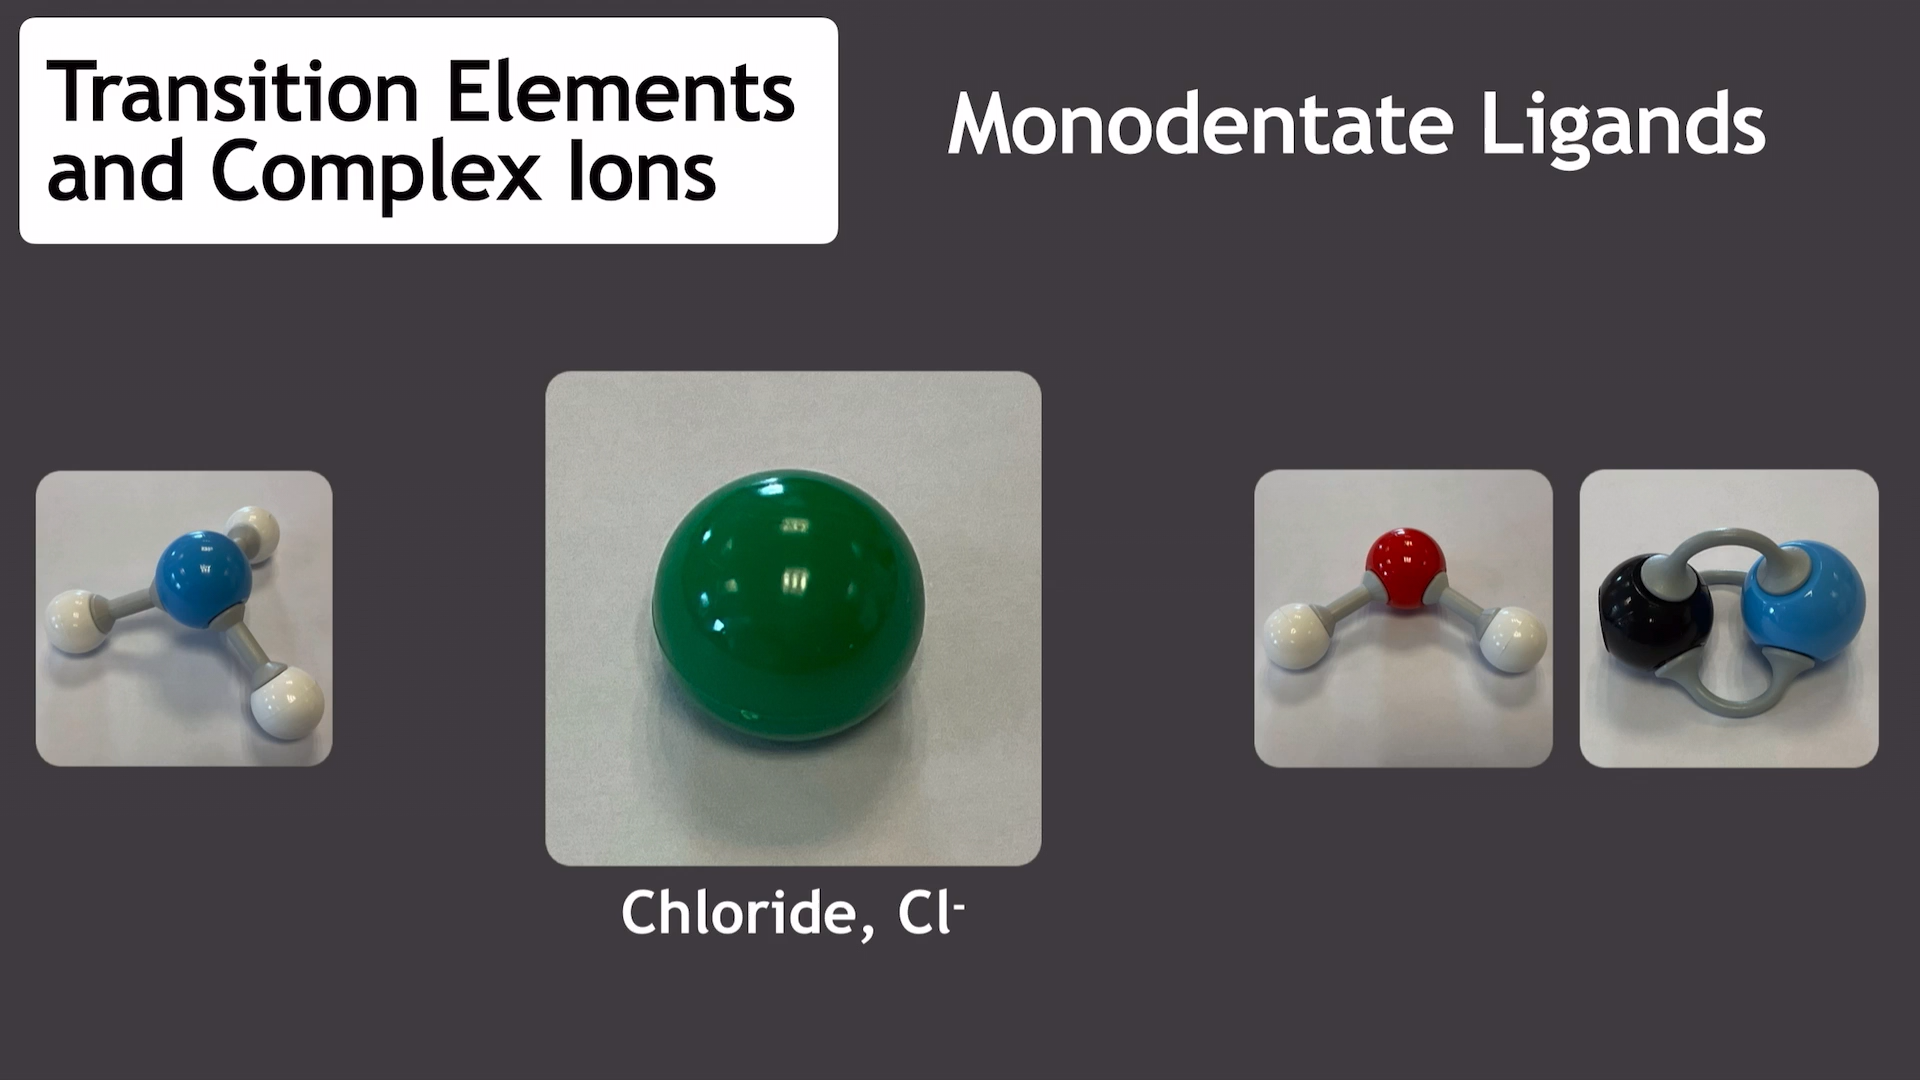 Transition Elements
and Complex Ions
Monodentate Ligands
Chloride, Cl⁻